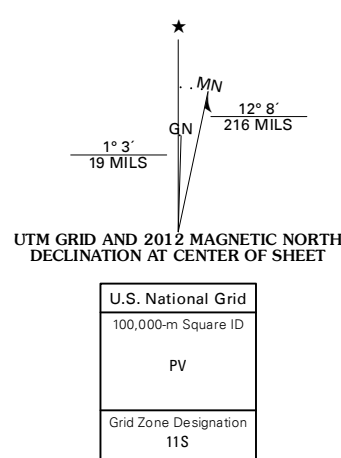 ★
MN
GN
12° 8´
216 MILS
1° 3´
19 MILS
UTM GRID AND 2012 MAGNETIC NORTH
DECLINATION AT CENTER OF SHEET
U.S. National Grid
100,000-m Square ID
PV
Grid Zone Designation
11S